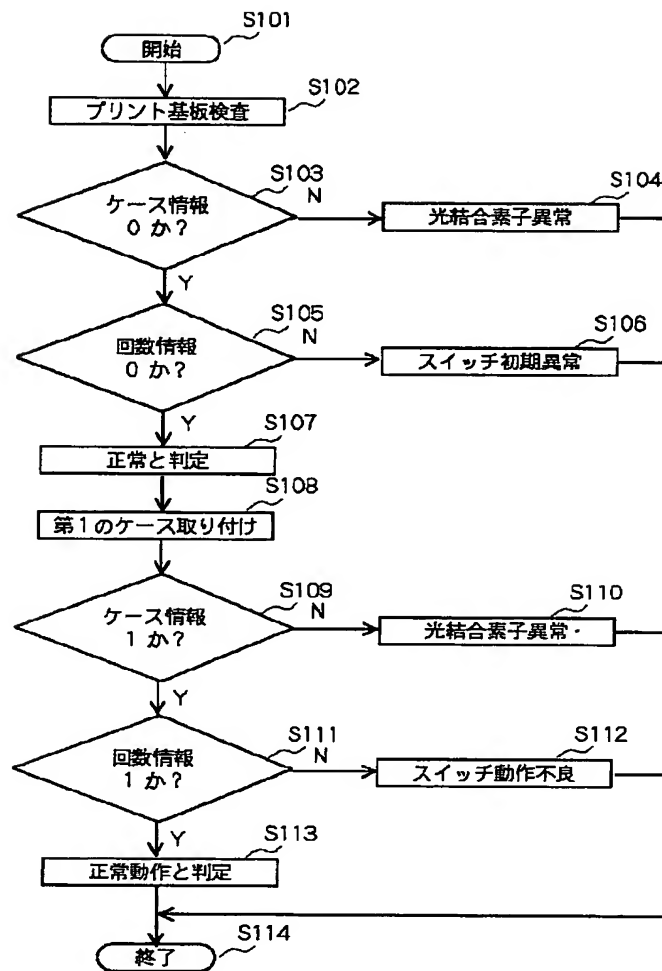 S101
開始
S102
プリント基板検査
S103
ケース情報
0 か?
N
S104
光結合素子異常
Y
S105
回数情報
0 か?
N
S106
スイッチ初期異常
Y
S107
正常と判定
S108
第1のケース取り付け
S109
ケース情報
1 か?
N
S110
光結合素子異常
Y
S111
回数情報
1 か?
N
S112
スイッチ動作不良
Y
S113
正常動作と判定
S114
終了